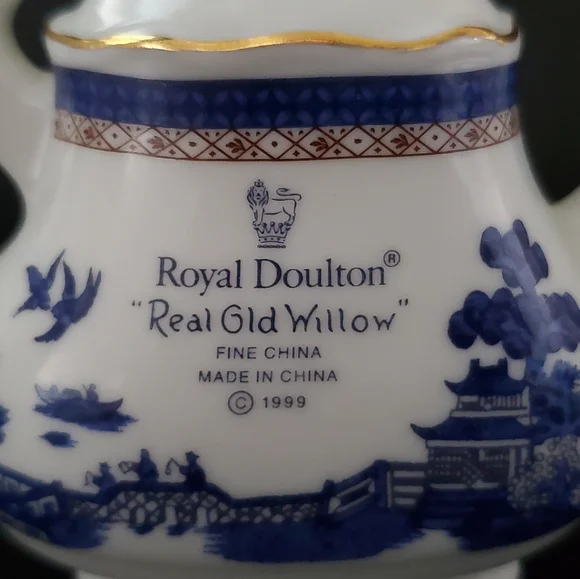 Royal Doulton®
"Real Old Willow"
FINE CHINA
MADE IN CHINA
© 1999